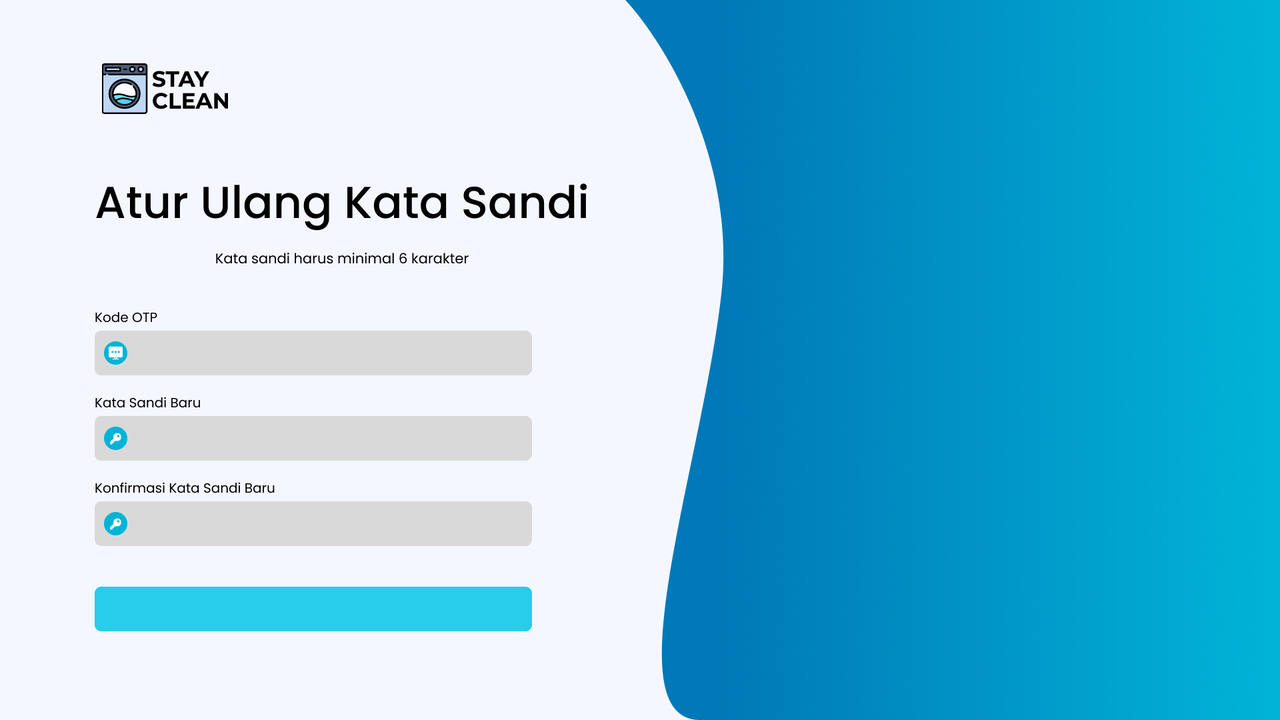 STAY
CLEAN
Atur Ulang Kata Sandi
Kata sandi harus minimal 6 karakter
Kode OTP
Kata Sandi Baru
Konfirmasi Kata Sandi Baru